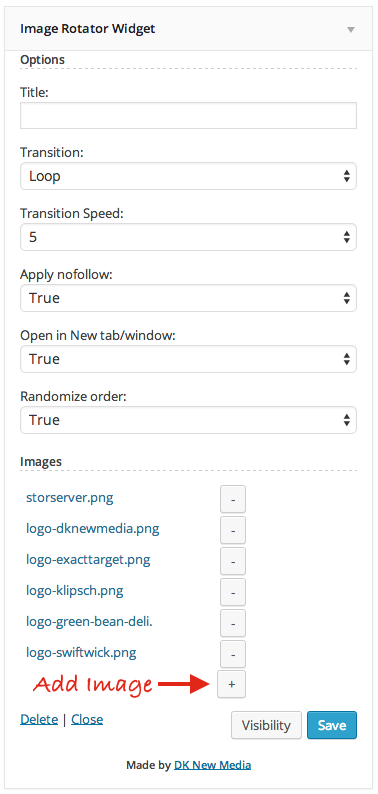 Image Rotator Widget
Options
Title:
Transition:
Loop
Transition Speed:
5
Apply nofollow:
True
Open in New tab/window:
True
Randomize order:
True
Images
storserver.png -
logo-dknewmedia.png -
logo-exacttarget.png -
logo-klipsch.png -
logo-green-bean-deli. -
logo-swiftwick.png -
Add Image +
Delete | Close Visibility Save
Made by DK New Media